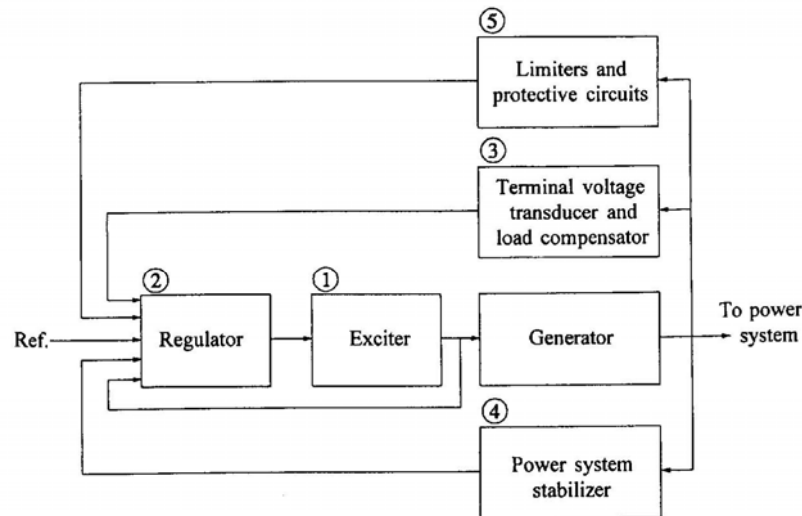 ⑤
Limiters and
protective circuits
③
Terminal voltage
transducer and
load compensator
②
①
Ref.
Regulator
Exciter
Generator
To power
system
④
Power system
stabilizer